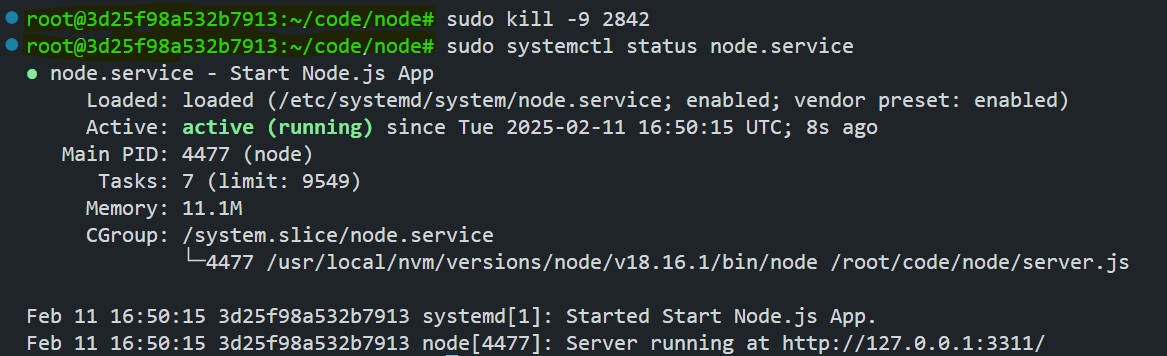 root@3d25f98a532b7913:~/code/node# sudo kill -9 2842
root@3d25f98a532b7913:~/code/node# sudo systemctl status node.service
● node.service - Start Node.js App
Loaded: loaded (/etc/systemd/system/node.service; enabled; vendor preset: enabled)
Active: active (running) since Tue 2025-02-11 16:50:15 UTC; 8s ago
Main PID: 4477 (node)
Tasks: 7 (limit: 9549)
Memory: 11.1M
CGroup: /system.slice/node.service
└─4477 /usr/local/nvm/versions/node/v18.16.1/bin/node /root/code/node/server.js
Feb 11 16:50:15 3d25f98a532b7913 systemd[1]: Started Start Node.js App.
Feb 11 16:50:15 3d25f98a532b7913 node[4477]: Server running at http://127.0.0.1:3311/